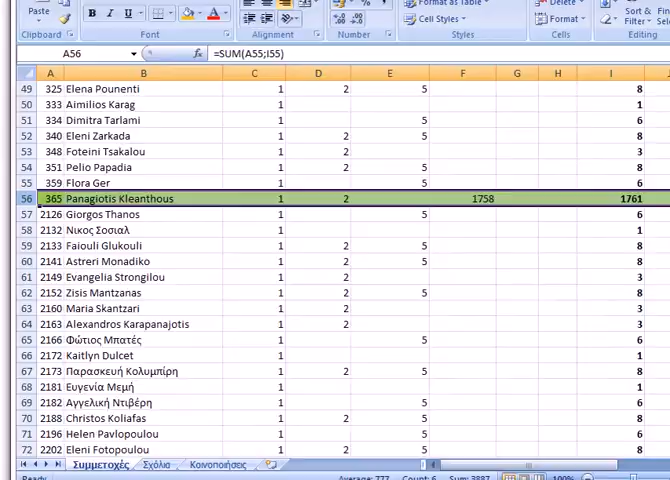 Paste B I U A Format as Table Delete Sort &
Cell Styles Format Filter
Clipboard Font Alignment Number Styles Cells Editing
A56 fx =SUM(A55;I55)
A B C D E F G H I
49 325 Elena Pounenti 1 2 5 8
50 333 Aimilios Karag 1 1
51 334 Dimitra Tarlami 1 5 6
52 340 Eleni Zarkada 1 2 5 8
53 348 Foteini Tsakalou 1 2 3
54 351 Pelio Papadia 1 2 5 8
55 359 Flora Ger 1 5 6
56 365 Panagiotis Kleanthous 1 2 1758 1761
57 2126 Giorgos Thanos 1 5 6
58 2132 Νικος Σοσιαλ 1 1
59 2133 Faiouli Glukouli 1 2 5 8
60 2141 Astreri Monadiko 1 2 5 8
61 2149 Evangelia Strongilou 1 2 3
62 2152 Zisis Mantzanas 1 2 5 8
63 2160 Maria Skantzari 1 2 3
64 2163 Alexandros Karapanajotis 1 2 3
65 2166 Φώτιος Μπατές 1 5 6
66 2172 Kaitlyn Dulcet 1 1
67 2173 Παρασκευή Κολυμπίρη 1 2 5 8
68 2181 Ευγενία Μεμή 1 1
69 2182 Αγγελική Ντιβέρη 1 5 6
70 2188 Christos Koliafas 1 2 5 8
71 2196 Helen Pavlopoulou 1 5 6
72 2202 Eleni Fotopoulou 1 2 5 8
Συμμετοχές Σχόλια Κοινοποιήσεις
Ready Average: 777 Count: 6 Sum: 3887 100%